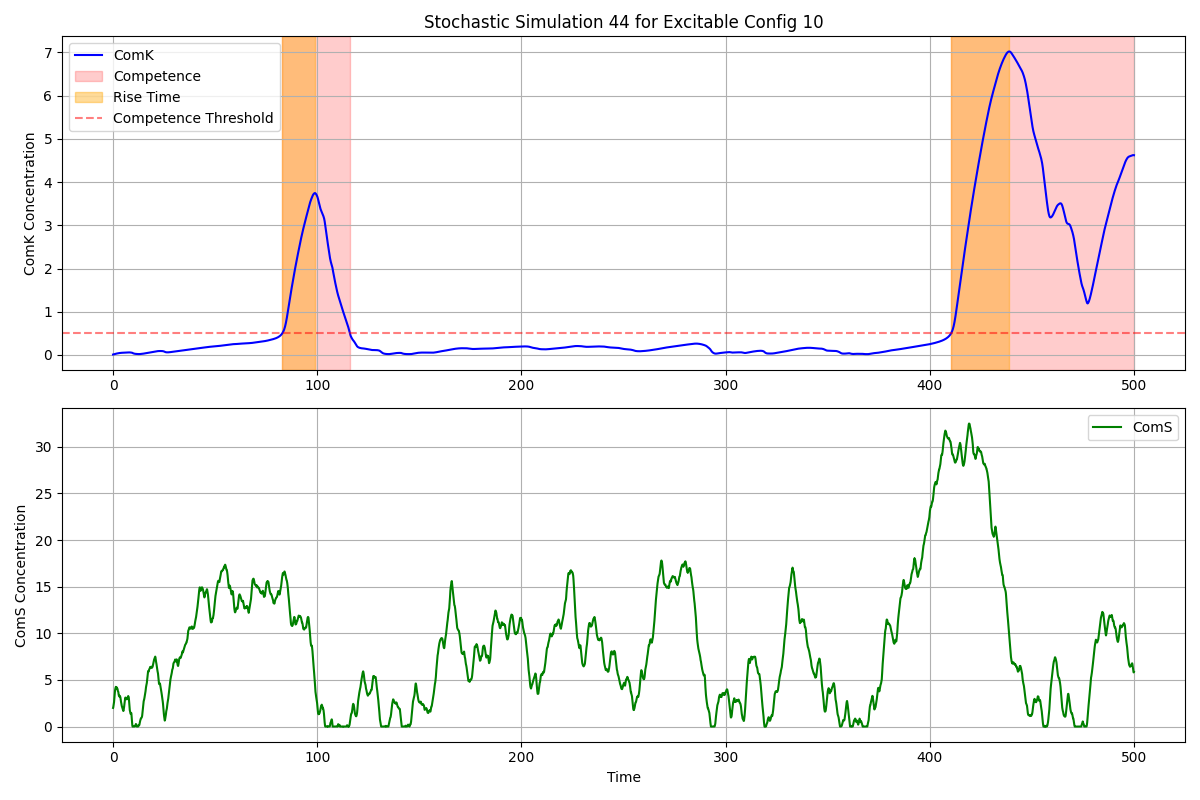 Stochastic Simulation 44 for Excitable Config 10
ComK Concentration
7
6
5
4
3
2
1
0
ComK
Competence
Rise Time
Competence Threshold
0 100 200 300 400 500
ComS Concentration
30
25
20
15
10
5
0
ComS
0 100 200 300 400 500
Time